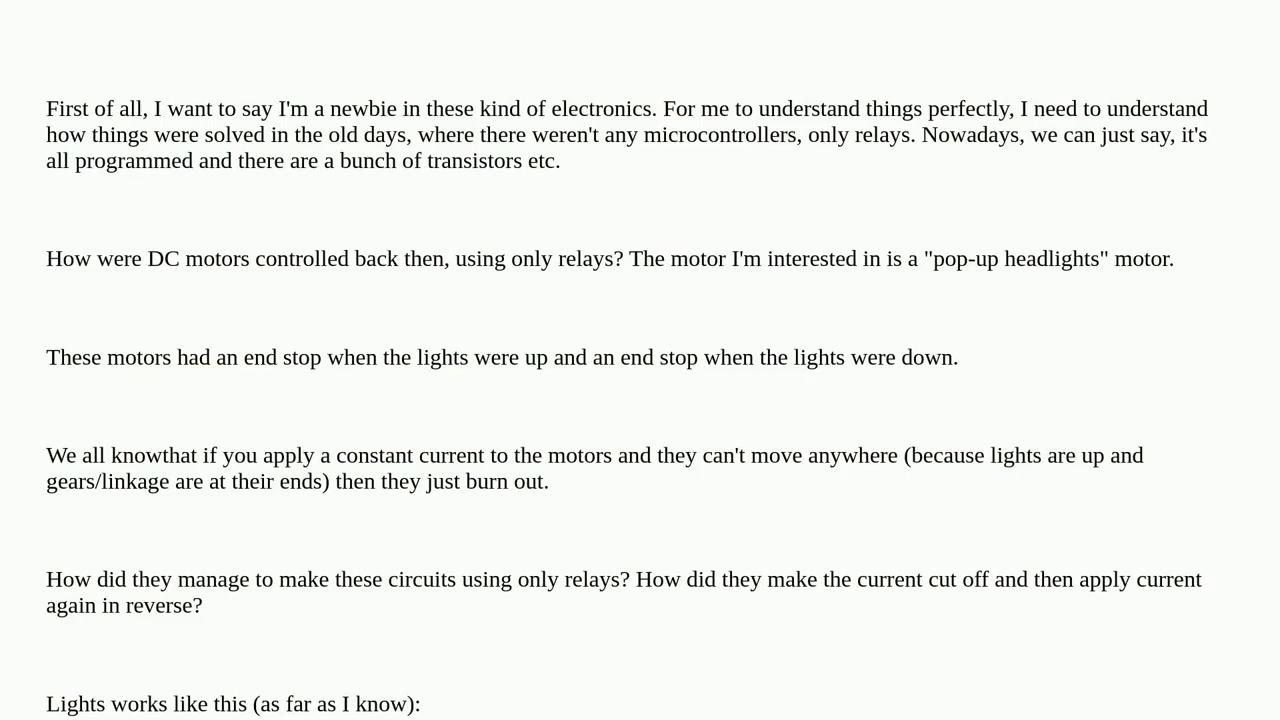 First of all, I want to say I'm a newbie in these kind of electronics. For me to understand things perfectly, I need to understand
how things were solved in the old days, where there weren't any microcontrollers, only relays. Nowadays, we can just say, it's
all programmed and there are a bunch of transistors etc.
How were DC motors controlled back then, using only relays? The motor I'm interested in is a "pop-up headlights" motor.
These motors had an end stop when the lights were up and an end stop when the lights were down.
We all knowthat if you apply a constant current to the motors and they can't move anywhere (because lights are up and
gears/linkage are at their ends) then they just burn out.
How did they manage to make these circuits using only relays? How did they make the current cut off and then apply current
again in reverse?
Lights works like this (as far as I know):